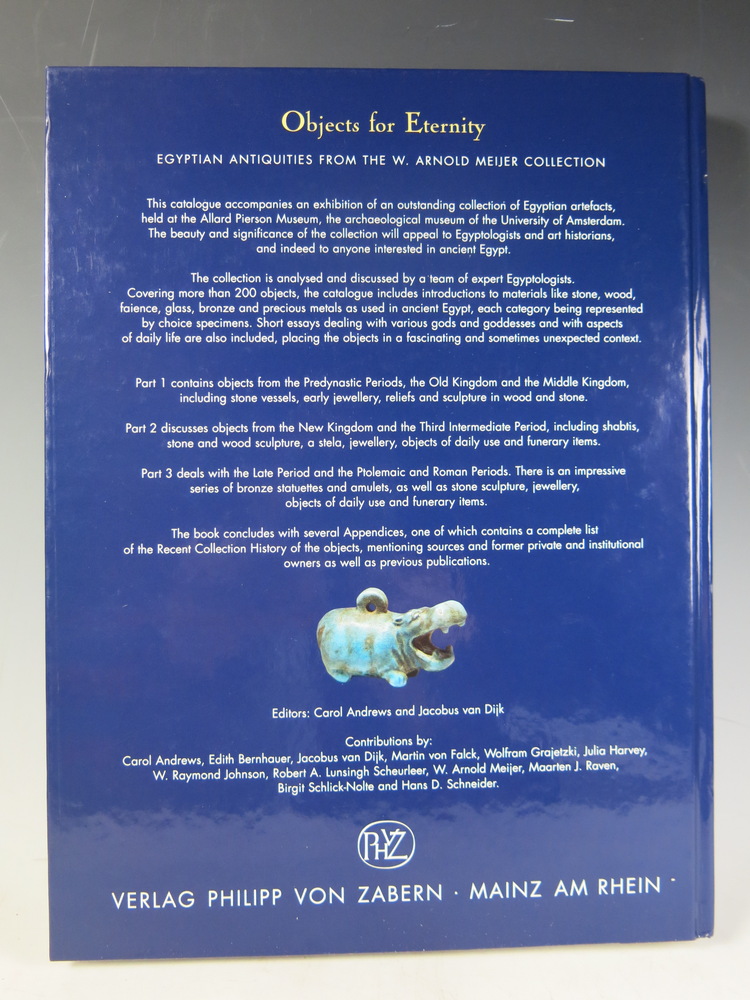 Objects for Eternity
EGYPTIAN ANTIQUITIES FROM THE W. ARNOLD MEIJER COLLECTION
This catalogue accompanies an exhibition of an outstanding collection of Egyptian artefacts,
held at the Allard Pierson Museum, the archaeological museum of the University of Amsterdam.
The beauty and significance of the collection will appeal to Egyptologists and art historians,
and indeed to anyone interested in ancient Egypt.
The collection is analysed and discussed by a team of expert Egyptologists.
Covering more than 200 objects, the catalogue includes introductions to materials like stone, wood,
faience, glass, bronze and precious metals as used in ancient Egypt, each category being represented
by choice specimens. Short essays dealing with various gods and goddesses and with aspects
of daily life are also included, placing the objects in a fascinating and sometimes unexpected context.
Part 1 contains objects from the Predynastic Periods, the Old Kingdom and the Middle Kingdom,
including stone vessels, early jewellery, reliefs and sculpture in wood and stone.
Part 2 discusses objects from the New Kingdom and the Third Intermediate Period, including shabtis,
stone and wood sculpture, a stela, jewellery, objects of daily use and funerary items.
Part 3 deals with the Late Period and the Ptolemaic and Roman Periods. There is an impressive
series of bronze statuettes and amulets, as well as stone sculpture, jewellery,
objects of daily use and funerary items.
The book concludes with several Appendices, one of which contains a complete list
of the Recent Collection History of the objects, mentioning sources and former private and institutional
owners as well as previous publications.
Editors: Carol Andrews and Jacobus van Dijk
Contributions by:
Carol Andrews, Edith Bernhauer, Jacobus van Dijk, Martin von Falck, Wolfram Grajetzki, Julia Harvey,
W. Raymond Johnson, Robert A. Lunsingh Scheurleer, W. Arnold Meijer, Maarten J. Raven,
Birgit Schlick-Nolte and Hans D. Schneider.
PHVZ
VERLAG PHILIPP VON ZABERN · MAINZ AM RHEIN